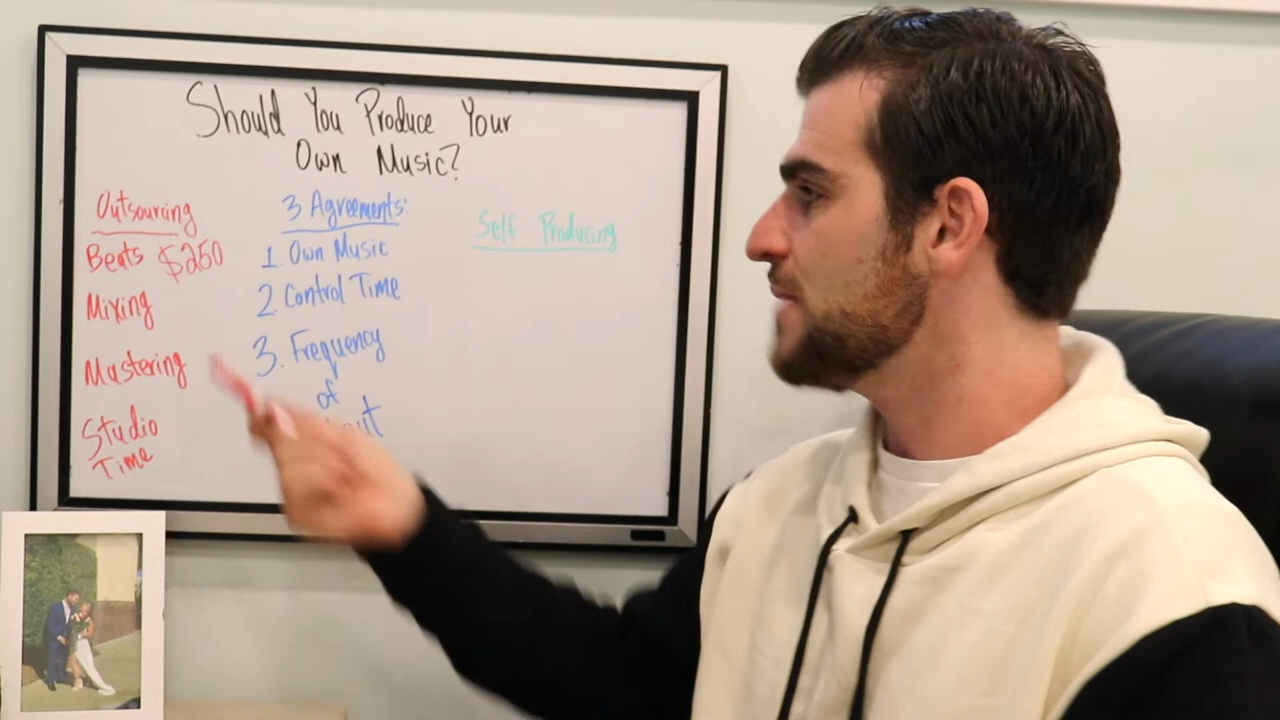 Should You Produce Your
Own Music?
Outsourcing
Beats $250
Mixing
Mastering
Studio
Time
3 Agreements:
1. Own Music
2. Control Time
3. Frequency
of
Self Producing